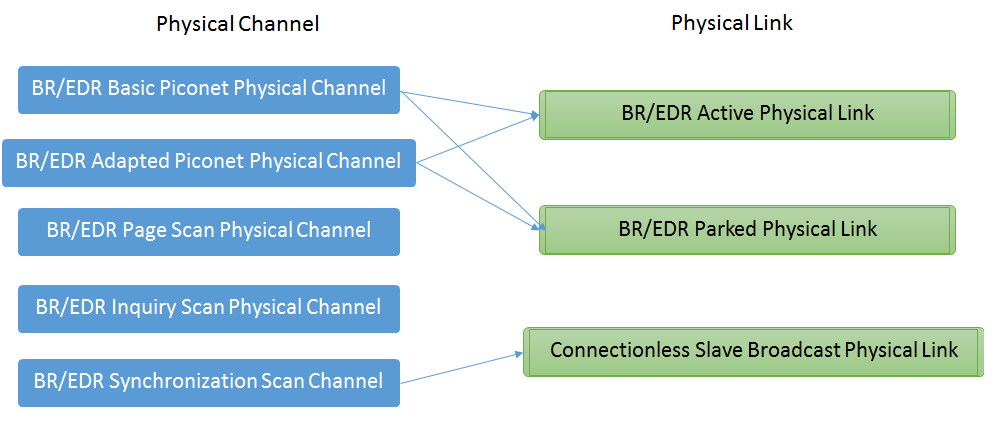 Physical Channel
Physical Link
BR/EDR Basic Piconet Physical Channel
BR/EDR Active Physical Link
BR/EDR Adapted Piconet Physical Channel
BR/EDR Page Scan Physical Channel
BR/EDR Parked Physical Link
BR/EDR Inquiry Scan Physical Channel
Connectionless Slave Broadcast Physical Link
BR/EDR Synchronization Scan Channel